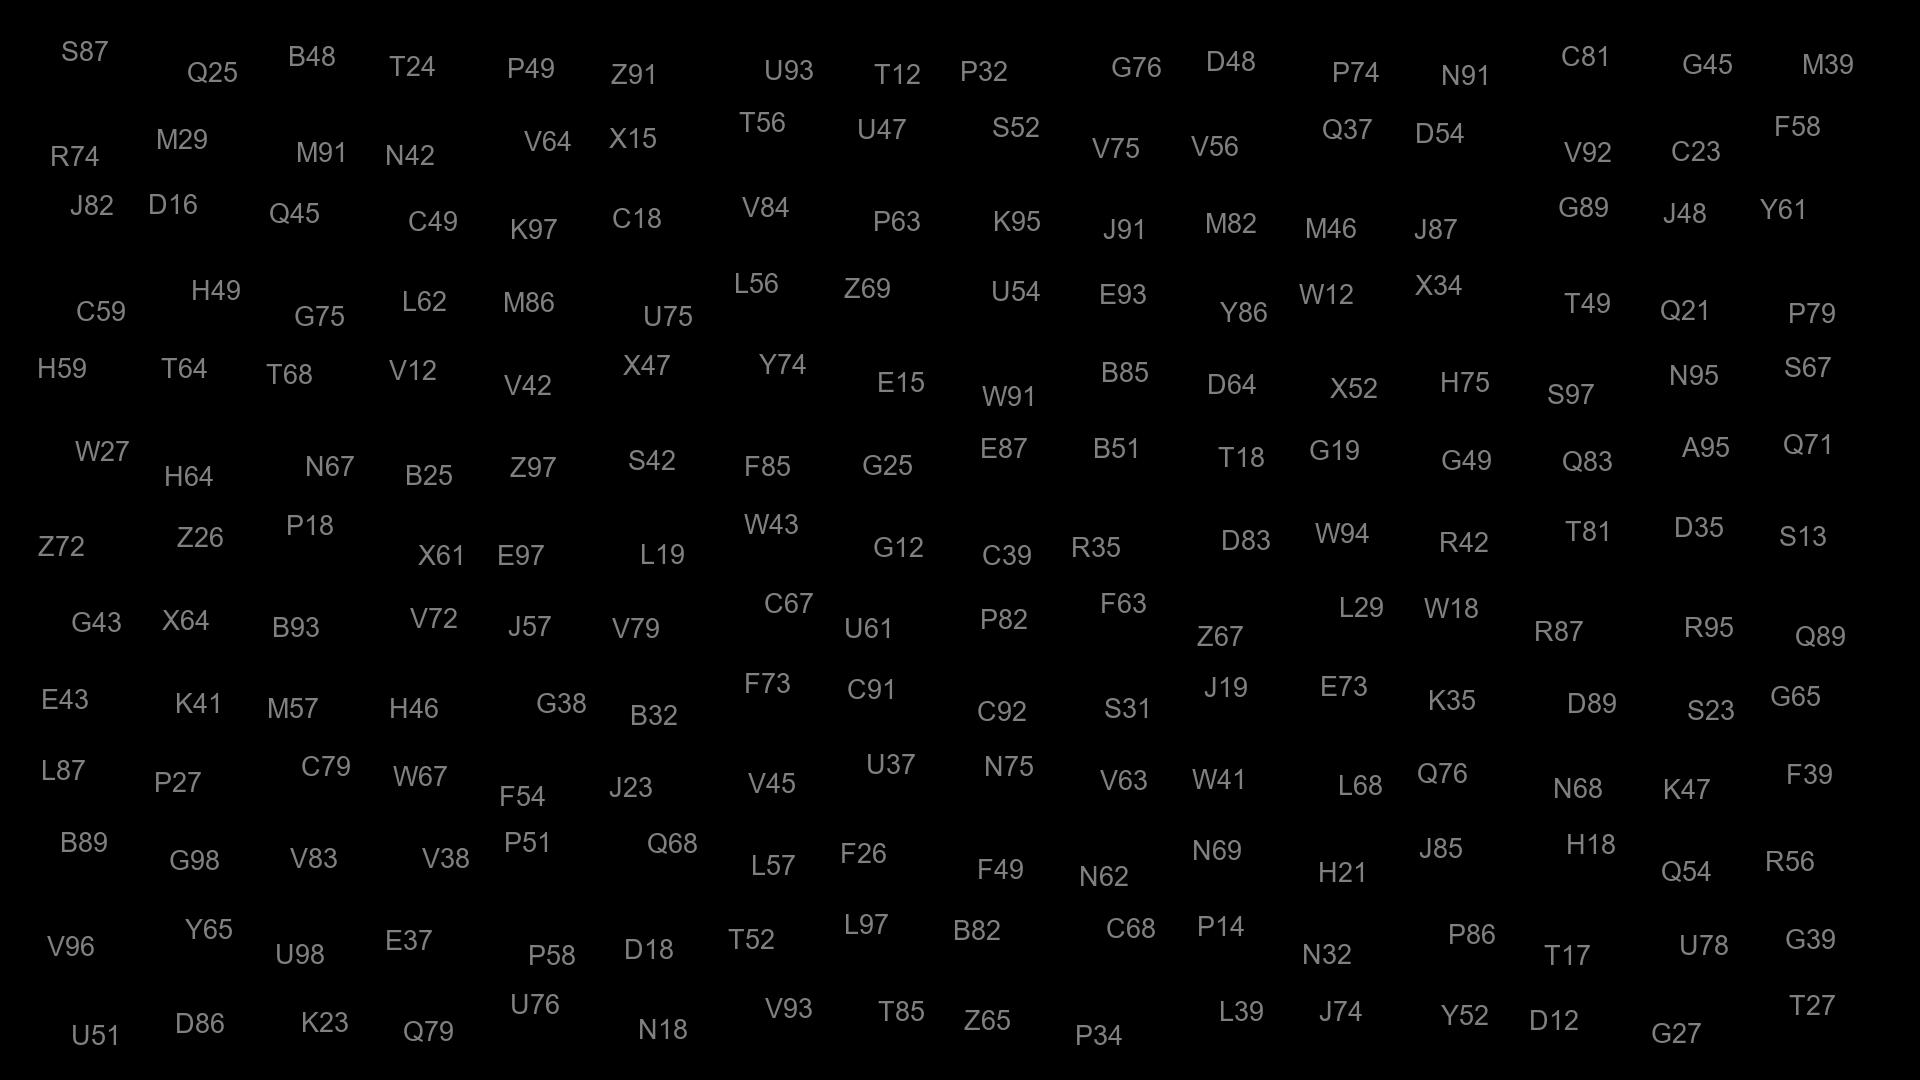 S87 Q25 B48 T24 P49 Z91 U93 T12 P32 G76 D48 P74 N91 C81 G45 M39
R74 M29 M91 N42 V64 X15 T56 U47 S52 V75 V56 Q37 D54 V92 C23 F58
J82 D16 Q45 C49 K97 C18 V84 P63 K95 J91 M82 M46 J87 G89 J48 Y61
C59 H49 G75 L62 M86 U75 L56 Z69 U54 E93 Y86 W12 X34 T49 Q21 P79
H59 T64 T68 V12 V42 X47 Y74 E15 W91 B85 D64 X52 H75 S97 N95 S67
W27 H64 N67 B25 Z97 S42 F85 G25 E87 B51 T18 G19 G49 Q83 A95 Q71
Z72 Z26 P18 X61 E97 L19 W43 G12 C39 R35 D83 W94 R42 T81 D35 S13
G43 X64 B93 V72 J57 V79 C67 U61 P82 F63 Z67 L29 W18 R87 R95 Q89
E43 K41 M57 H46 G38 B32 F73 C91 C92 S31 J19 E73 K35 D89 S23 G65
L87 P27 C79 W67 F54 J23 V45 U37 N75 V63 W41 L68 Q76 N68 K47 F39
B89 G98 V83 V38 P51 Q68 L57 F26 F49 N62 N69 H21 J85 H18 Q54 R56
V96 Y65 U98 E37 P58 D18 T52 L97 B82 C68 P14 N32 P86 T17 U78 G39
U51 D86 K23 Q79 U76 N18 V93 T85 Z65 P34 L39 J74 Y52 D12 G27 T27